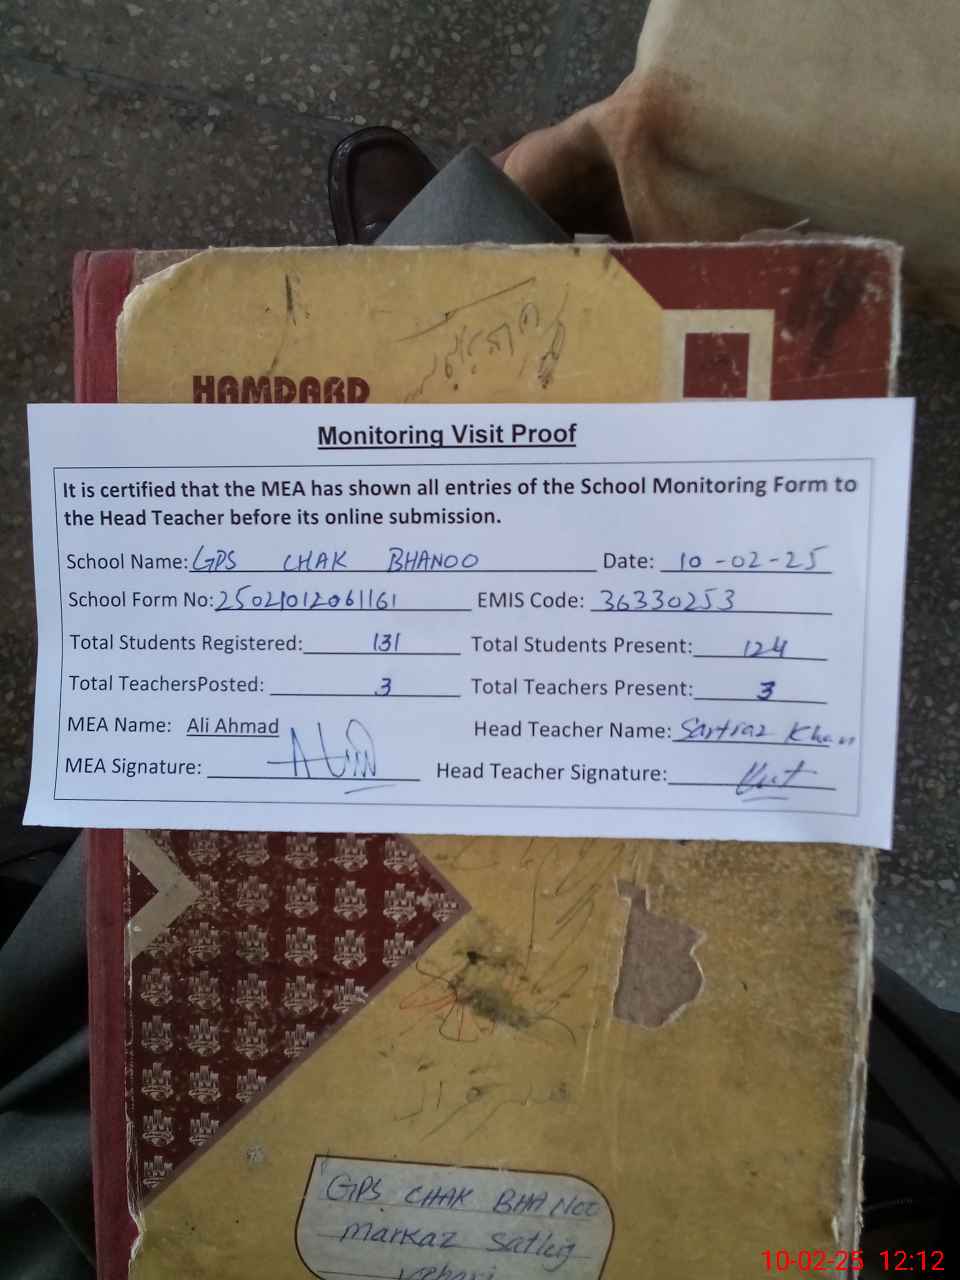 HAMDARD
Monitoring Visit Proof
It is certified that the MEA has shown all entries of the School Monitoring Form to
the Head Teacher before its online submission.
School Name: GPS CHAK BHANOO Date: 10-02-25
School Form No: 25021012061161 EMIS Code: 36330253
Total Students Registered: 131 Total Students Present: 124
Total TeachersPosted: 3 Total Teachers Present: 3
MEA Name: Ali Ahmad Head Teacher Name: Sarfraz Khan
MEA Signature: Head Teacher Signature:
GPS CHAK BHANOO
Markaz Satlug
Vehari
10-02-25 12:12